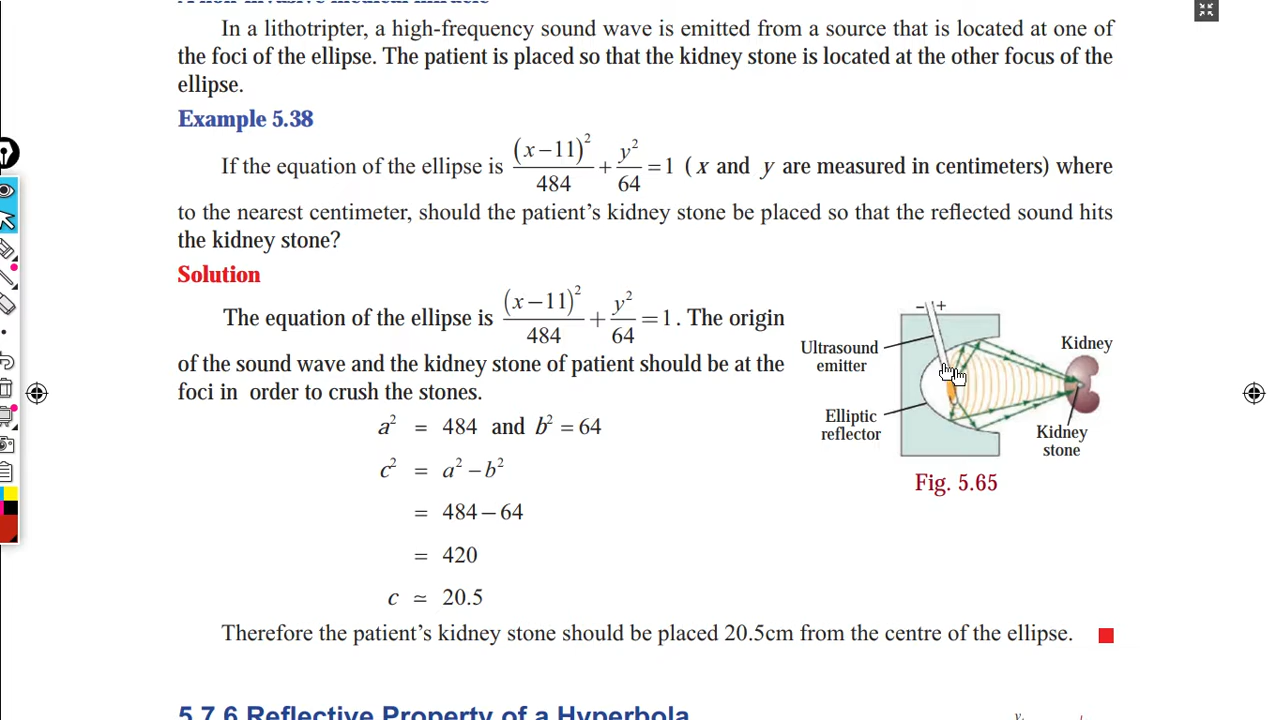 A non-invasive medical miracle
In a lithotripter, a high-frequency sound wave is emitted from a source that is located at one of
the foci of the ellipse. The patient is placed so that the kidney stone is located at the other focus of the
ellipse.
Example 5.38
If the equation of the ellipse is (x−11)²/484 + y²/64 = 1 ( x and y are measured in centimeters) where
to the nearest centimeter, should the patient’s kidney stone be placed so that the reflected sound hits
the kidney stone?
Solution
The equation of the ellipse is (x−11)²/484 + y²/64 = 1. The origin
of the sound wave and the kidney stone of patient should be at the
foci in order to crush the stones.
a² = 484 and b² = 64
c² = a² − b²
= 484 − 64
= 420
c ≃ 20.5
− +
Ultrasound
emitter
Kidney
Elliptic
reflector
Kidney
stone
Fig. 5.65
Therefore the patient’s kidney stone should be placed 20.5cm from the centre of the ellipse.
5.7.6 Reflective Property of a Hyperbola
y